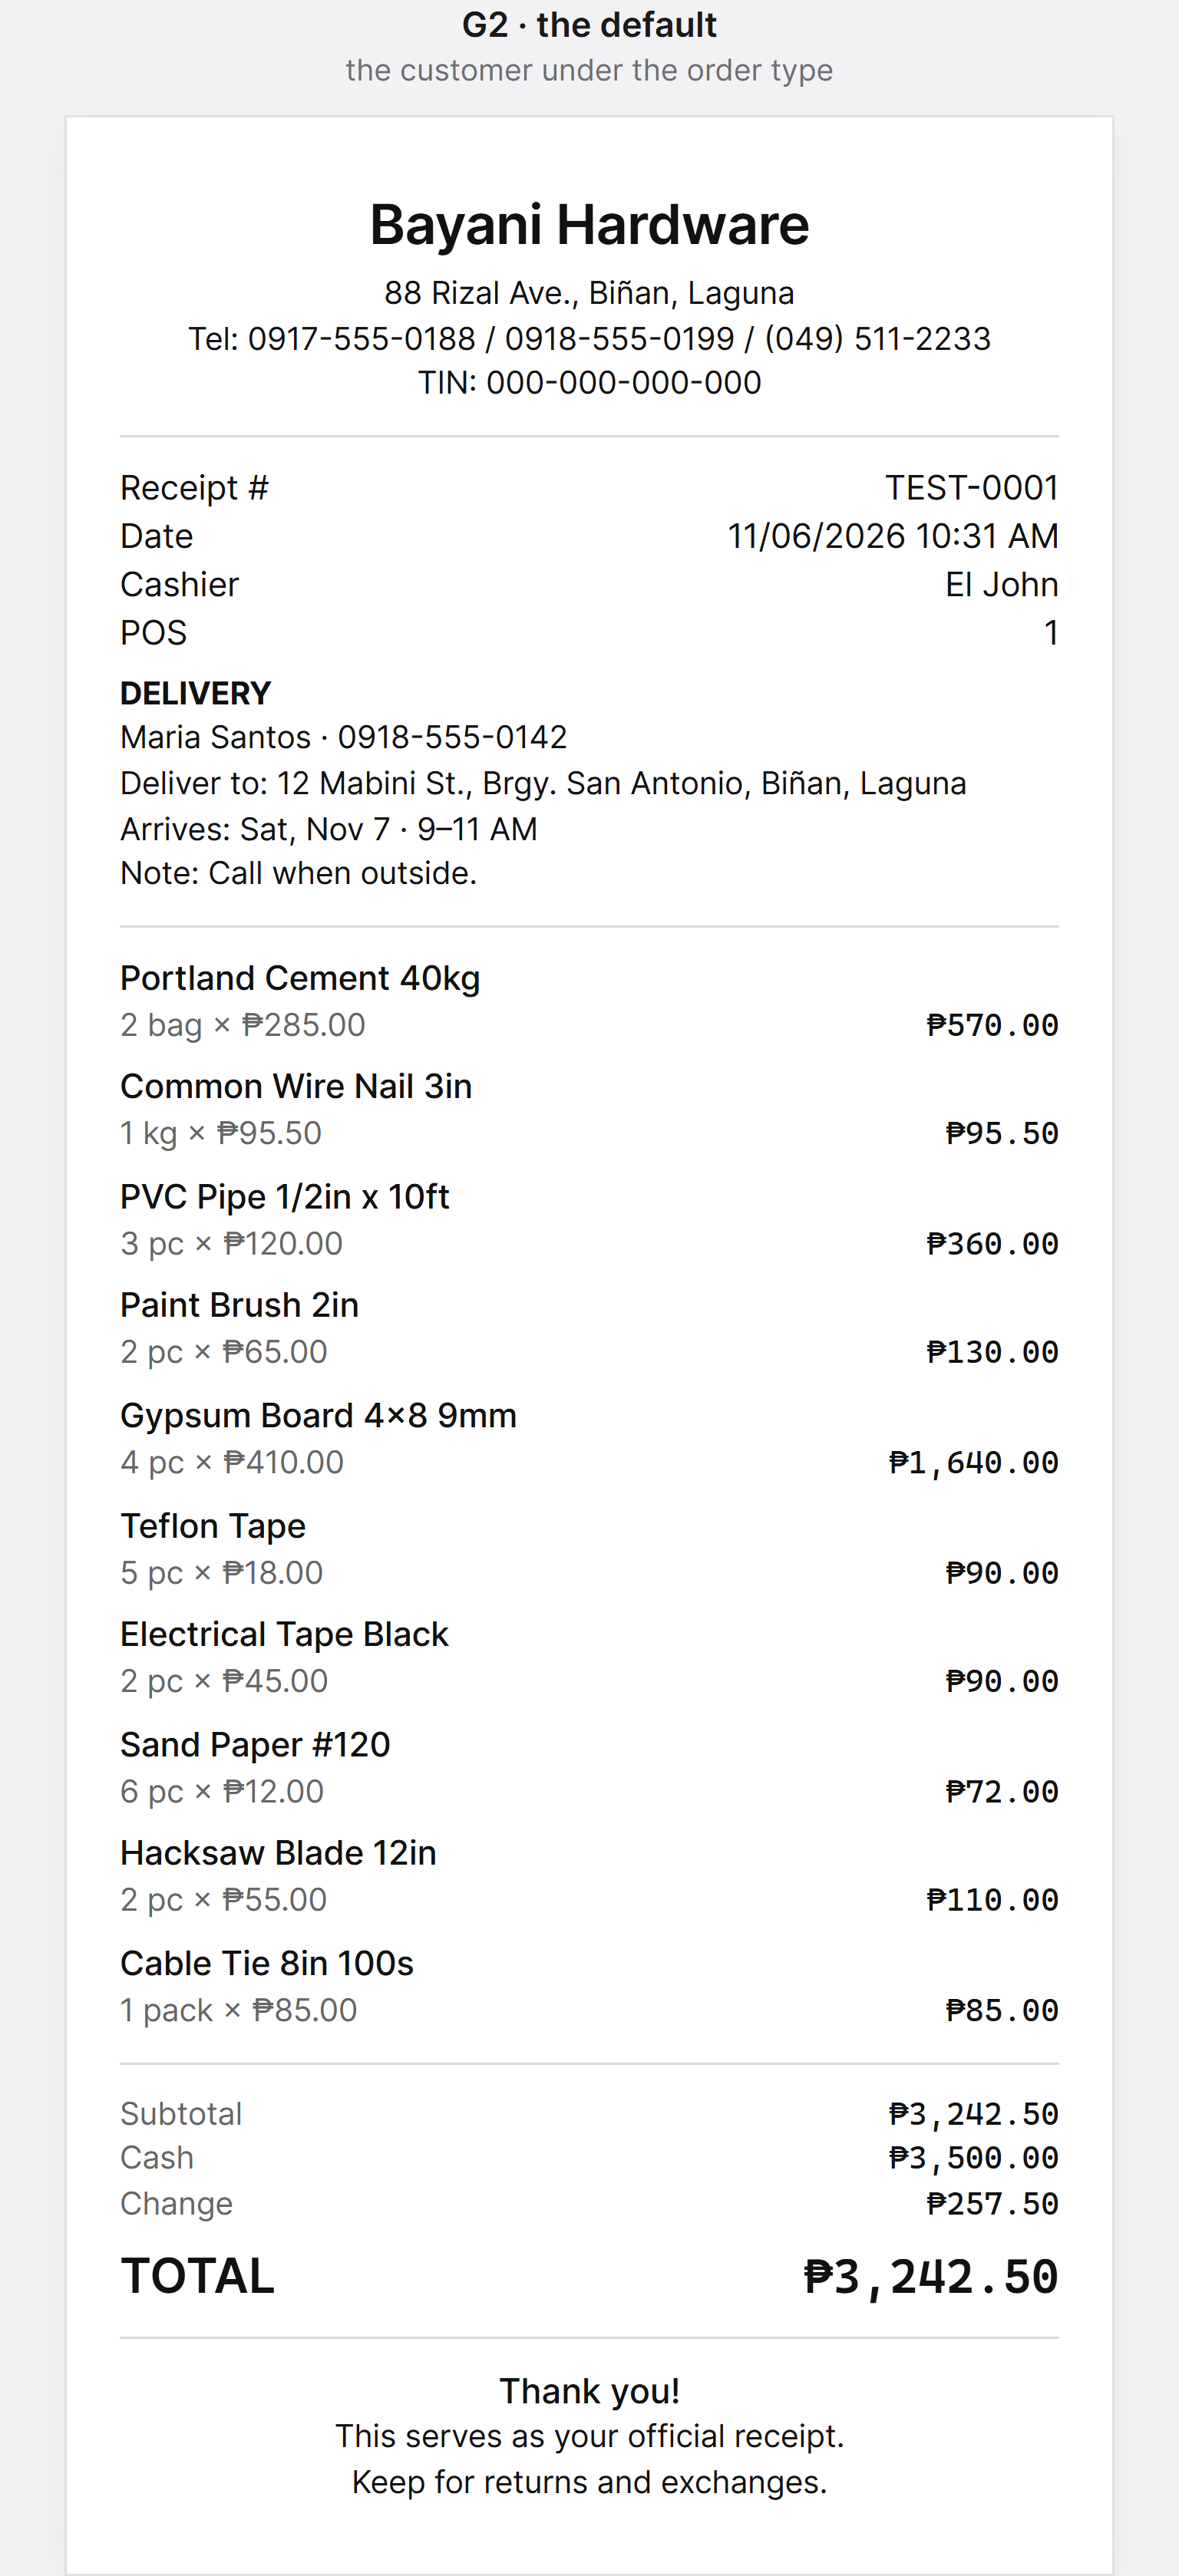 G2 · the default
the customer under the order type
Bayani Hardware
88 Rizal Ave., Biñan, Laguna
Tel: 0917-555-0188 / 0918-555-0199 / (049) 511-2233
TIN: 000-000-000-000
Receipt # TEST-0001
Date 11/06/2026 10:31 AM
Cashier El John
POS 1
DELIVERY
Maria Santos · 0918-555-0142
Deliver to: 12 Mabini St., Brgy. San Antonio, Biñan, Laguna
Arrives: Sat, Nov 7 · 9–11 AM
Note: Call when outside.
Portland Cement 40kg
2 bag × ₱285.00 ₱570.00
Common Wire Nail 3in
1 kg × ₱95.50 ₱95.50
PVC Pipe 1/2in x 10ft
3 pc × ₱120.00 ₱360.00
Paint Brush 2in
2 pc × ₱65.00 ₱130.00
Gypsum Board 4×8 9mm
4 pc × ₱410.00 ₱1,640.00
Teflon Tape
5 pc × ₱18.00 ₱90.00
Electrical Tape Black
2 pc × ₱45.00 ₱90.00
Sand Paper #120
6 pc × ₱12.00 ₱72.00
Hacksaw Blade 12in
2 pc × ₱55.00 ₱110.00
Cable Tie 8in 100s
1 pack × ₱85.00 ₱85.00
Subtotal ₱3,242.50
Cash ₱3,500.00
Change ₱257.50
TOTAL ₱3,242.50
Thank you!
This serves as your official receipt.
Keep for returns and exchanges.